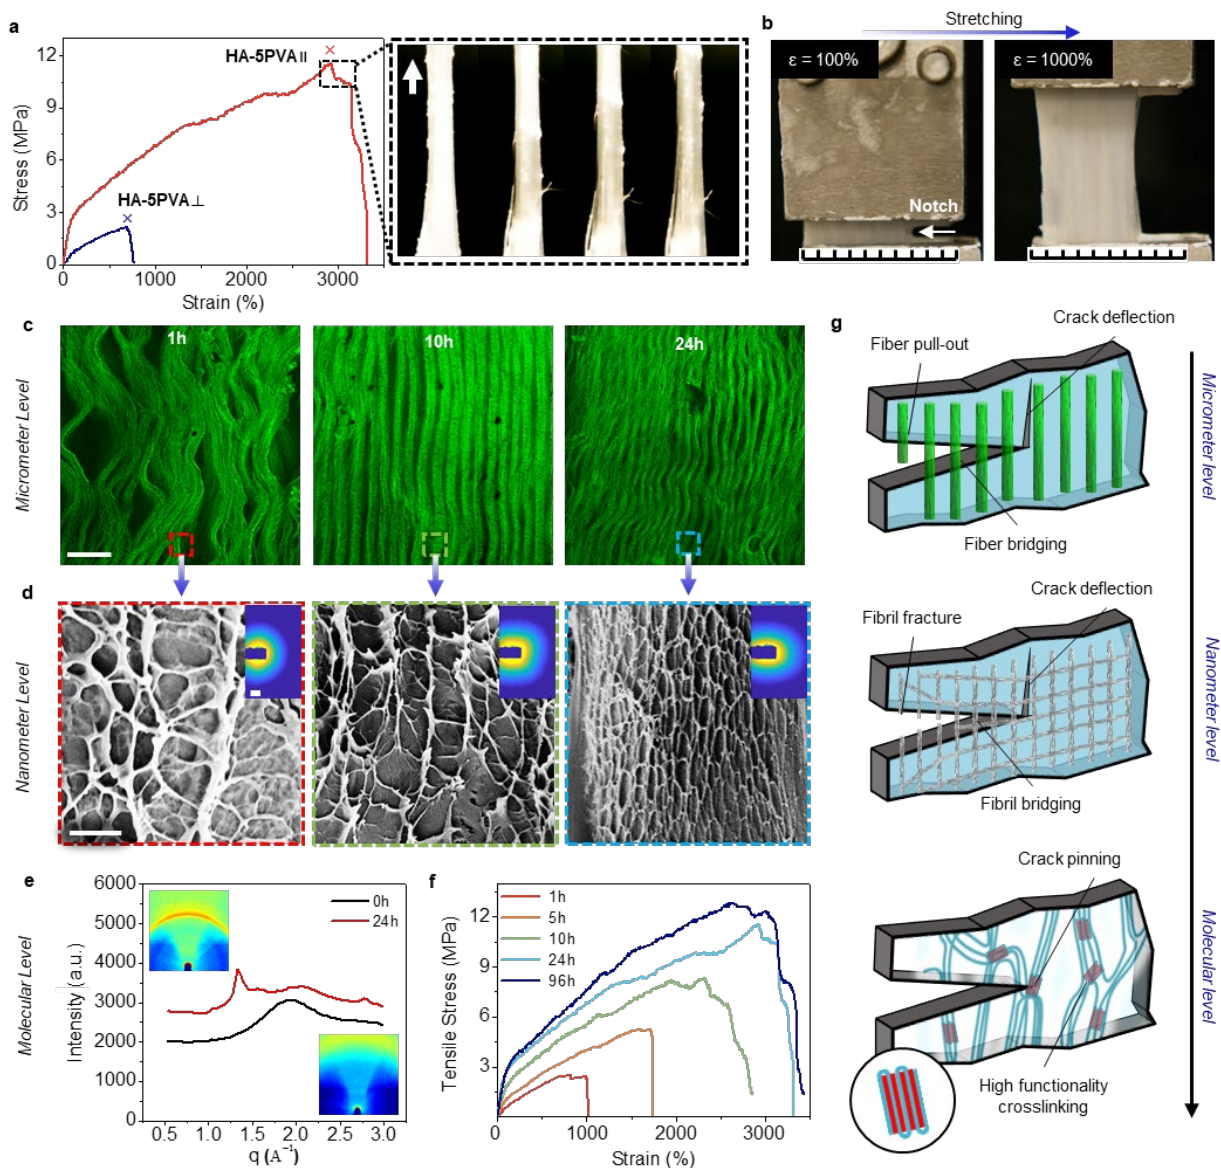 a
12
9
6
3
0
Stress (MPa)
HA-5PVA॥
HA-5PVA⊥
0
1000
2000
3000
Strain (%)
b
Stretching
ε = 100%
ε = 1000%
Notch
c
Micrometer Level
1h
10h
24h
d
Nanometer Level
e
Molecular Level
6000
5000
4000
3000
2000
1000
0
Intensity (a.u.)
0h
24h
0.5
1.0
1.5
2.0
2.5
3.0
q (A⁻¹)
f
12
9
6
3
Tensile Stress (MPa)
1h
5h
10h
24h
96h
0
1000
2000
3000
Strain (%)
g
Crack deflection
Fiber pull-out
Fiber bridging
Micrometer level
Crack deflection
Fibril fracture
Fibril bridging
Nanometer level
Crack pinning
High functionality
crosslinking
Molecular level